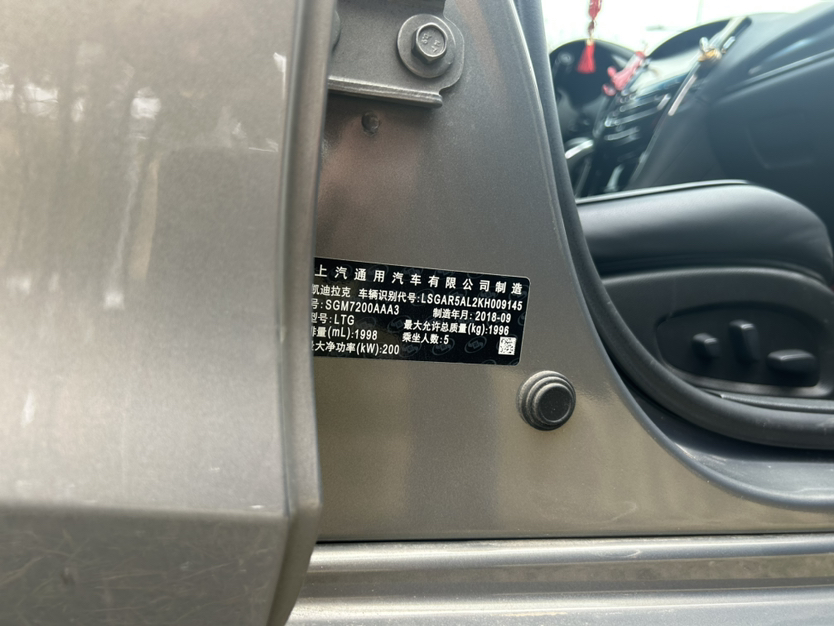 上汽通用汽车有限公司制造
凯迪拉克 车辆识别代号:LSGAR5AL2KH009145
号:SGM7200AAA3 制造年月:2018-09
型号:LTG 最大允许总质量(kg):1996
排量(mL):1998 乘坐人数:5
大净功率(kW):200